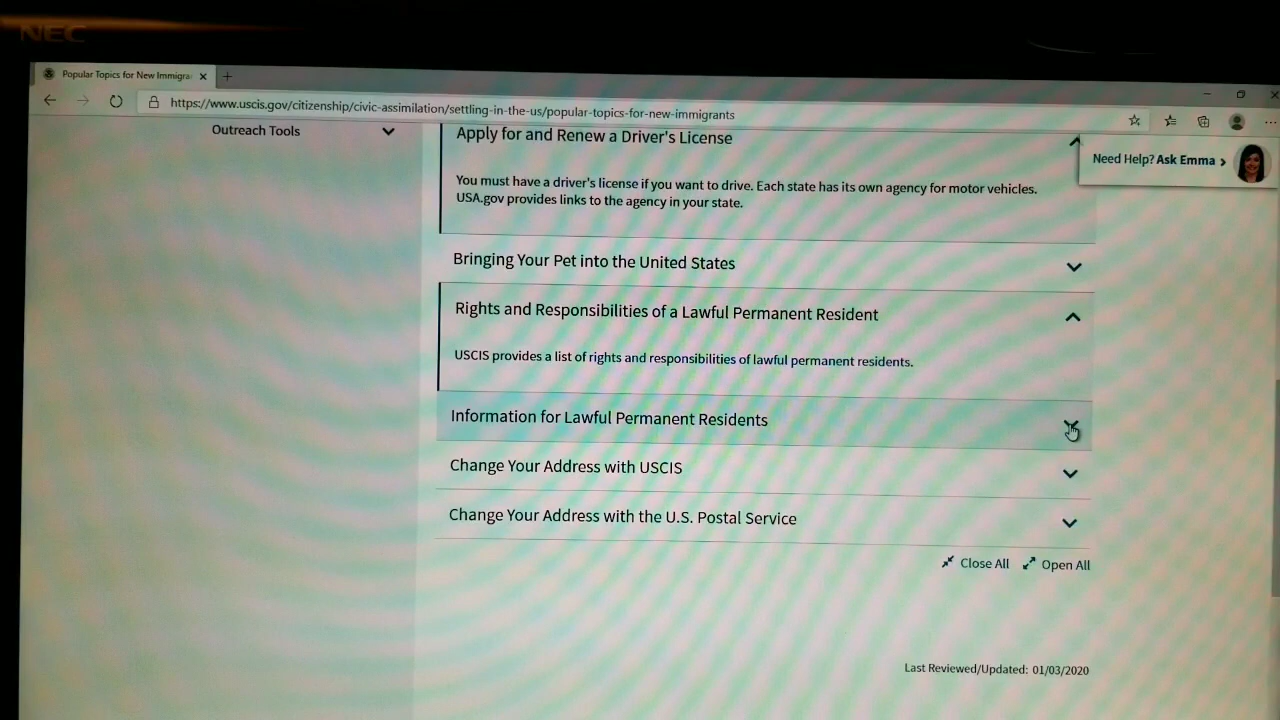 NEC
Popular Topics for New Immigra
https://www.uscis.gov/citizenship/civic-assimilation/settling-in-the-us/popular-topics-for-new-immigrants
Outreach Tools
Apply for and Renew a Driver's License
Need Help? Ask Emma
You must have a driver's license if you want to drive. Each state has its own agency for motor vehicles.
USA.gov provides links to the agency in your state.
Bringing Your Pet into the United States
Rights and Responsibilities of a Lawful Permanent Resident
USCIS provides a list of rights and responsibilities of lawful permanent residents.
Information for Lawful Permanent Residents
Change Your Address with USCIS
Change Your Address with the U.S. Postal Service
Close All Open All
Last Reviewed/Updated: 01/03/2020